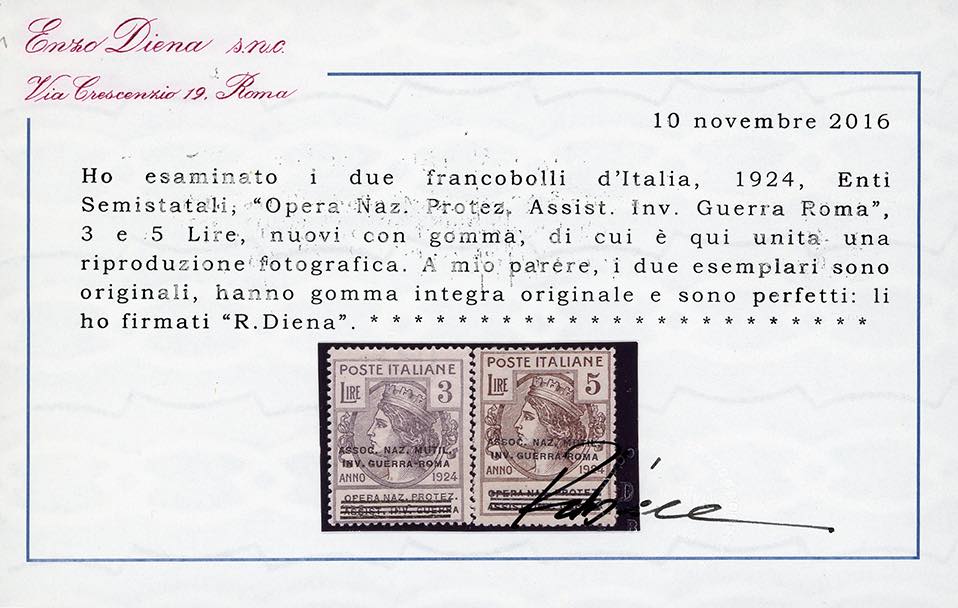 Enzo Diena s.n.c.
Via Crescenzio 19, Roma
10 novembre 2016
Ho esaminato i due francobolli d'Italia, 1924, Enti
Semistatali, "Opera Naz. Protez. Assist. Inv. Guerra Roma",
3 e 5 Lire, nuovi con gomma, di cui è qui unita una
riproduzione fotografica. A mio parere, i due esemplari sono
originali, hanno gomma integra originale e sono perfetti: li
ho firmati "R.Diena". * * * * * * * * * * * * * * * * * * * * * * *
POSTE ITALIANE
LIRE 3
ASSOC. NAZ. MUTIL.
INV. GUERRA-ROMA
ANNO 1924
OPERA NAZ. PROTEZ.
ASSIST. INV. GUERRA
POSTE ITALIANE
LIRE 5
ASSOC. NAZ. MUTIL.
INV. GUERRA-ROMA
ANNO 1924
OPERA NAZ. PROTEZ.
ASSIST. INV. GUERRA